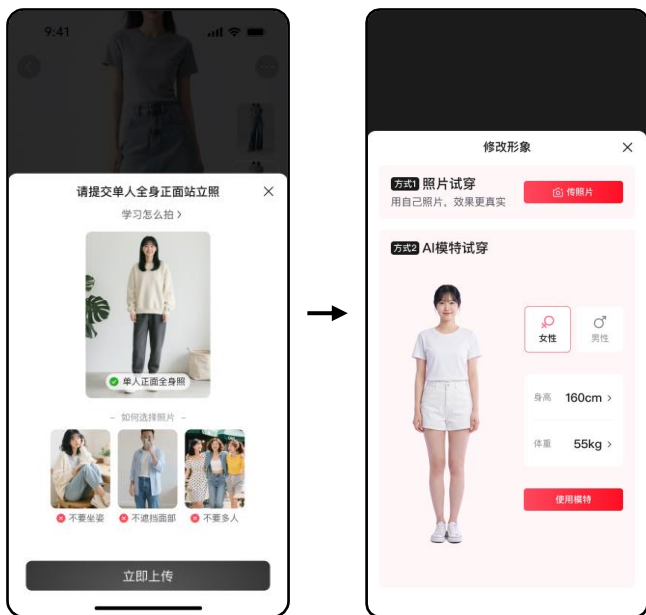 9:41
请提交单人全身正面站立照
学习怎么拍 >
单人正面全身照
- 如何选择照片 -
不要坐姿
不遮挡面部
不要多人
立即上传
修改形象
方式1 照片试穿
用自己照片，效果更真实
传照片
方式2 AI模特试穿
女性
男性
身高 160cm >
体重 55kg >
使用模特